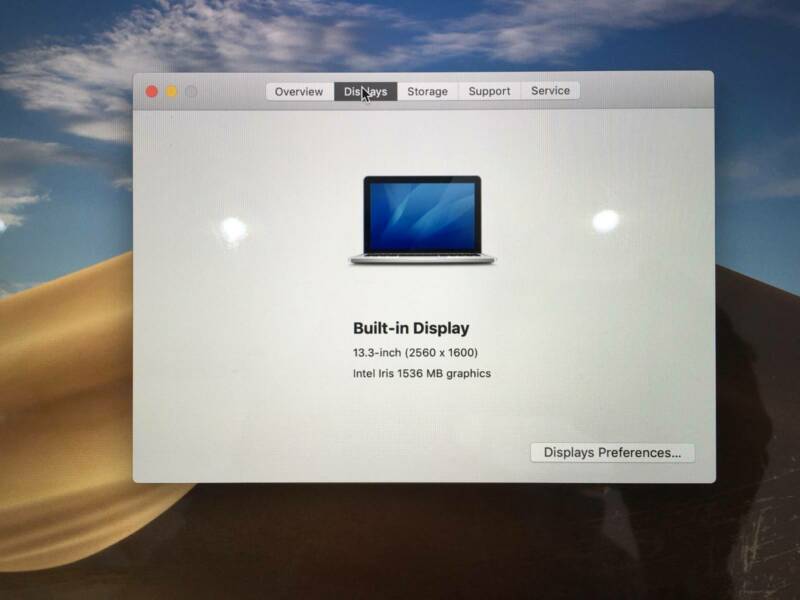 Overview Displays Storage Support Service
Built-in Display
13.3-inch (2560 x 1600)
Intel Iris 1536 MB graphics
Displays Preferences...